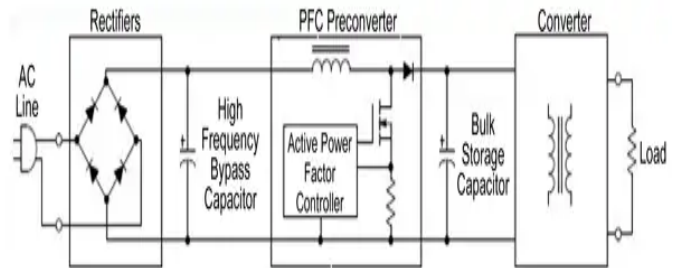 Rectifiers
PFC Preconverter
Converter
AC
Line
High
Frequency
Bypass
Capacitor
Active Power
Factor
Controller
Bulk
Storage
Capacitor
Load
+
+